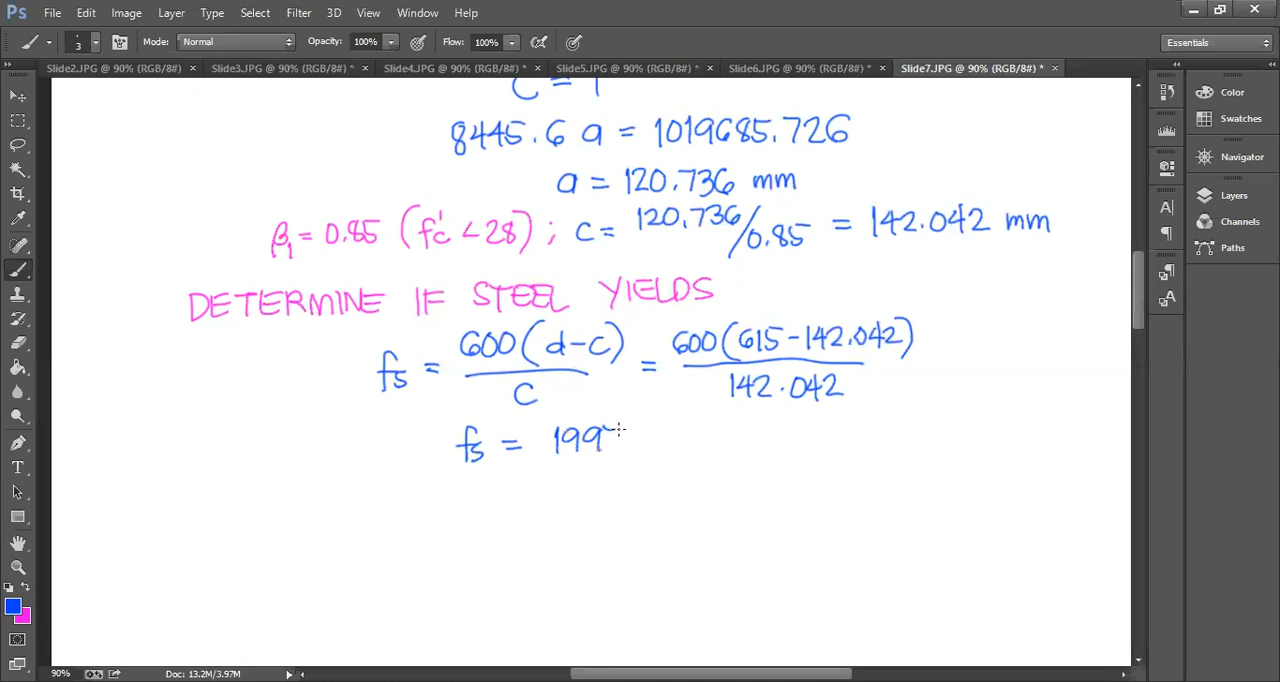 Ps File Edit Image Layer Type Select Filter 3D View Window Help
3 Mode: Normal Opacity: 100% Flow: 100% Essentials
Slide2.JPG @ 90% (RGB/8#) × Slide3.JPG @ 90% (RGB/8#) * × Slide4.JPG @ 90% (RGB/8#) * × Slide5.JPG @ 90% (RGB/8#) * × Slide6.JPG @ 90% (RGB/8#) * × Slide7.JPG @ 90% (RGB/8#) * ×
C = T
8445.6 a = 1019685.726
a = 120.736 mm
β₁ = 0.85 (fc' < 28) ; c = 120.736/0.85 = 142.042 mm
DETERMINE IF STEEL YIELDS
fs = 600(d-c)/c = 600(615-142.042)/142.042
fs = 199
Color
Swatches
Navigator
Layers
Channels
Paths
90% Doc: 13.2M/3.97M